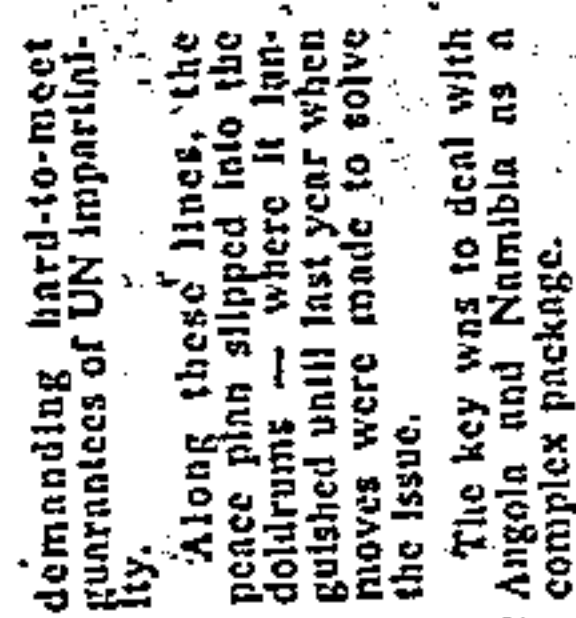 demanding hard-to-meet
guarantees of UN impartial-
ity.
Along these lines, the
peace plan slipped into the
doldrums — where it lan-
guished until last year when
moves were made to solve
the issue.
The key was to deal with
Angola and Namibia as a
complex package.